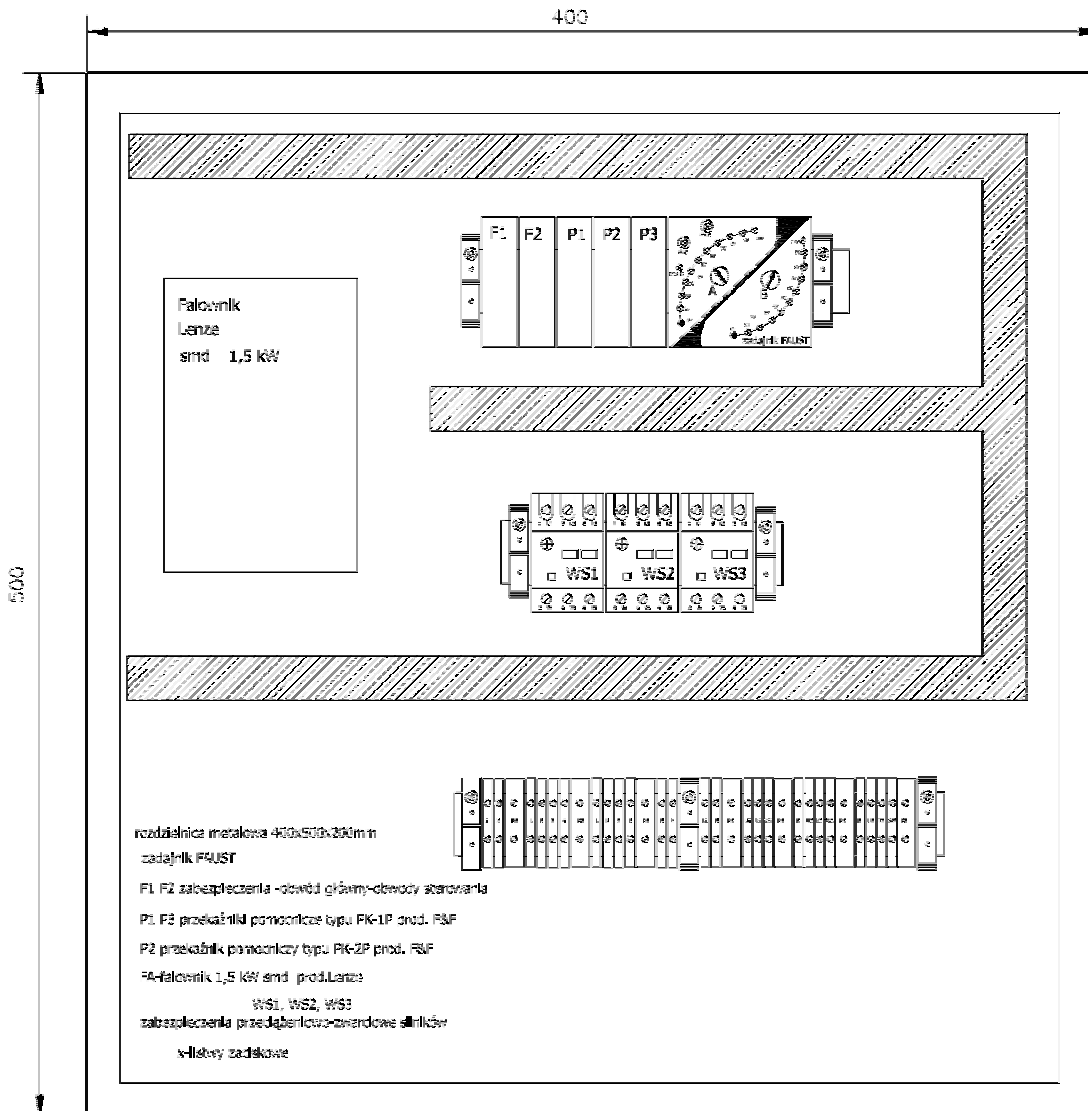 400
500
F1 F2 P1 P2 P3
zadajnik FAUST
Falownik
Lenze
smd 1,5 kW
WS1 WS2 WS3
rozdzielnica metalowa 400x500x200mm
zadajnik FAUST
F1 F2 zabezpieczenia -obwód główny-obwody sterowania
P1 P3 przekaźniki pomocnicze typu PK-1P prod. F&F
P2 przekaźnik pomocniczy typu PK-2P prod. F&F
FA-falownik 1,5 kW smd prod.Lenze
WS1, WS2, WS3
zabezpieczenia przeciążeniowo-zwarciowe silników
x-listwy zaciskowe